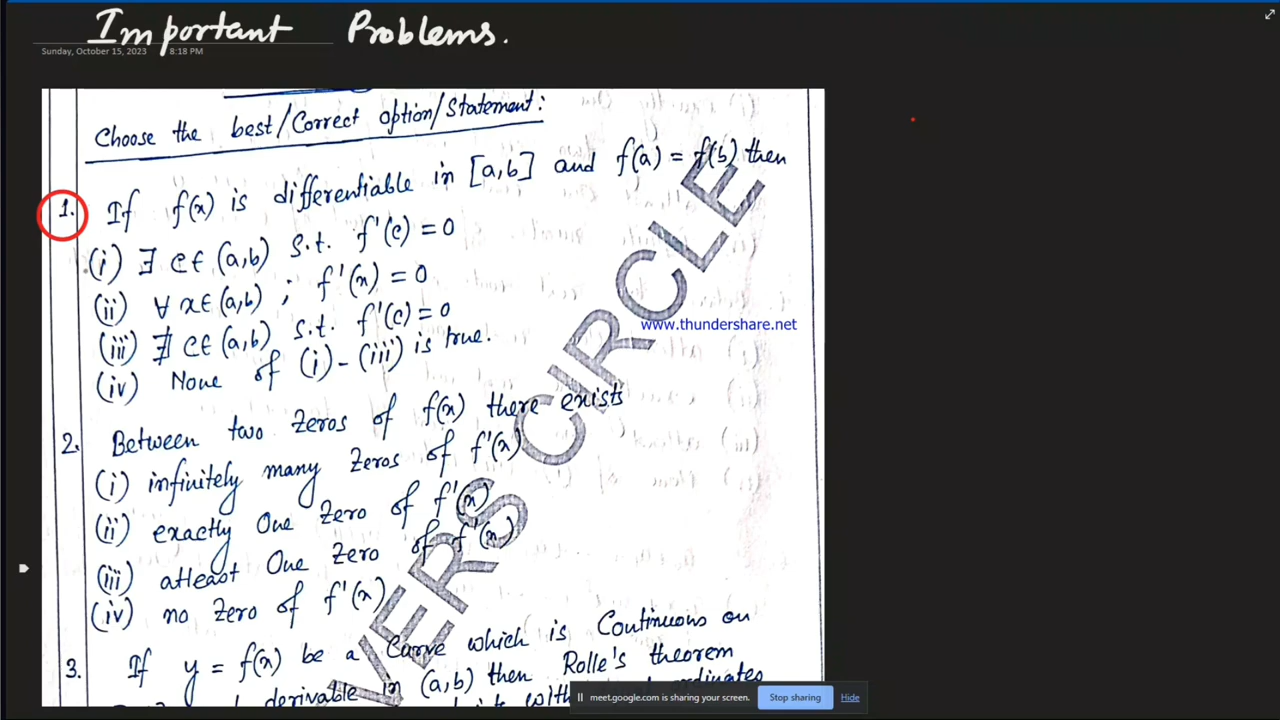 Important Problems.
Sunday, October 15, 2023 8:18 PM
Choose the best/Correct option/Statement:
1. If f(x) is differentiable in [a,b] and f(a) = f(b) then
(i) ∃ c∈ (a,b) s.t. f'(c) = 0
(ii) ∀ x∈ (a,b) ; f'(x) = 0
(iii) ∄ c∈ (a,b) s.t. f'(c) = 0
(iv) None of (i) - (iii) is true.
www.thundershare.net
2. Between two zeros of f(x) there exists
(i) infinitely many zeros of f'(x)
(ii) exactly One zero of f'(x)
(iii) atleast One zero of f'(x)
(iv) no zero of f'(x)
3. If y = f(x) be a Curve which is Continuous on
derivable in (a,b) then Rolle's theorem
VERS CIRCLE
meet.google.com is sharing your screen. Stop sharing Hide